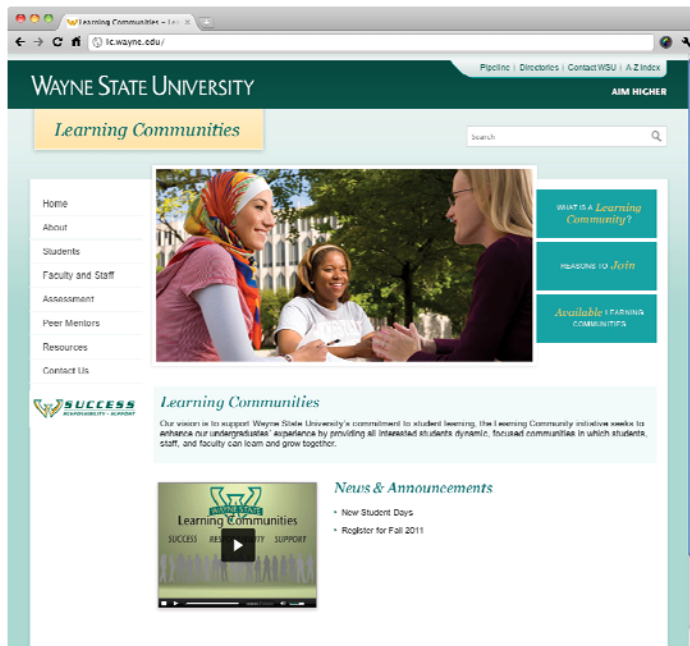 Learning Communities – Le
lc.wayne.edu/
Pipeline | Directories | Contact WSU | A-Z Index
WAYNE STATE UNIVERSITY
AIM HIGHER
Learning Communities
Search
Home
About
Students
Faculty and Staff
Assessment
Peer Mentors
Resources
Contact Us
WHAT IS A Learning
Community?
REASONS TO Join
Available LEARNING
COMMUNITIES
W SUCCESS
RESPONSIBILITY • SUPPORT
Learning Communities
Our vision is to support Wayne State University's commitment to student learning, the Learning Community initiative seeks to
enhance our undergraduates' experience by providing all interested students dynamic, focused communities in which students,
staff, and faculty can learn and grow together.
WAYNE STATE
Learning Communities
SUCCESS RESPONSIBILITY SUPPORT
News & Announcements
• New Student Days
• Register for Fall 2011